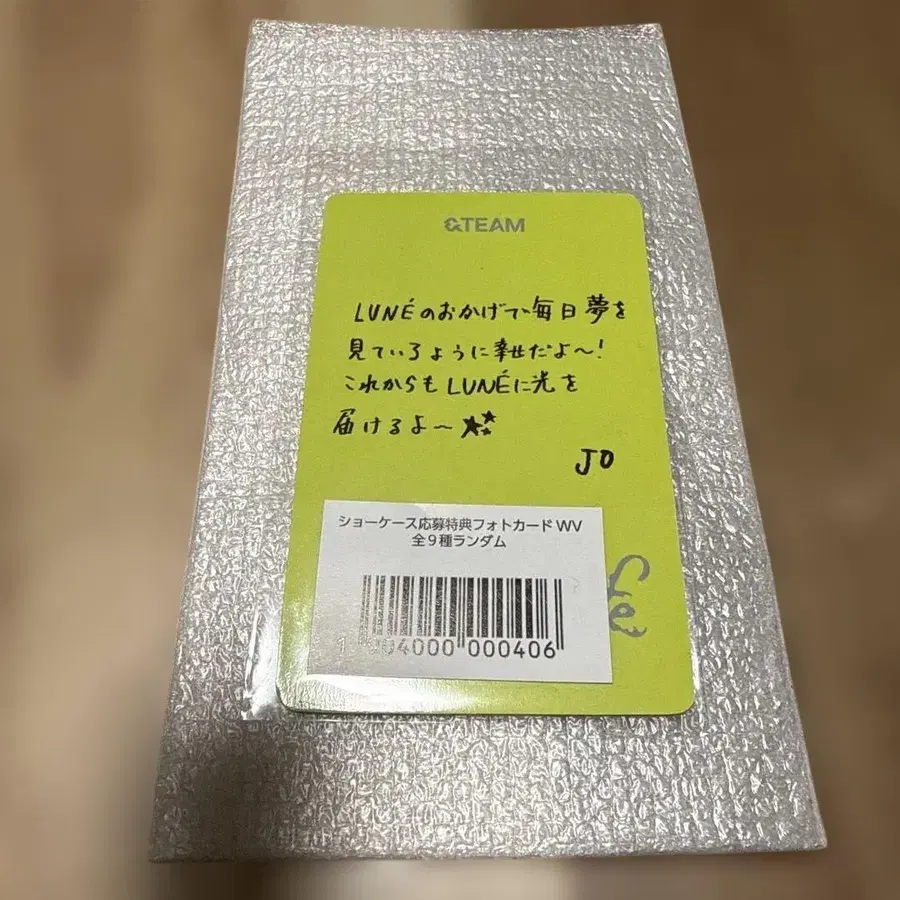 &TEAM
LUNÉのおかげで毎日夢を
見ているように幸せだよ〜!
これからもLUNÉに光を
届けるよ〜
JO
ショーケース応募特典フォトカード WV
全9種ランダム
000406